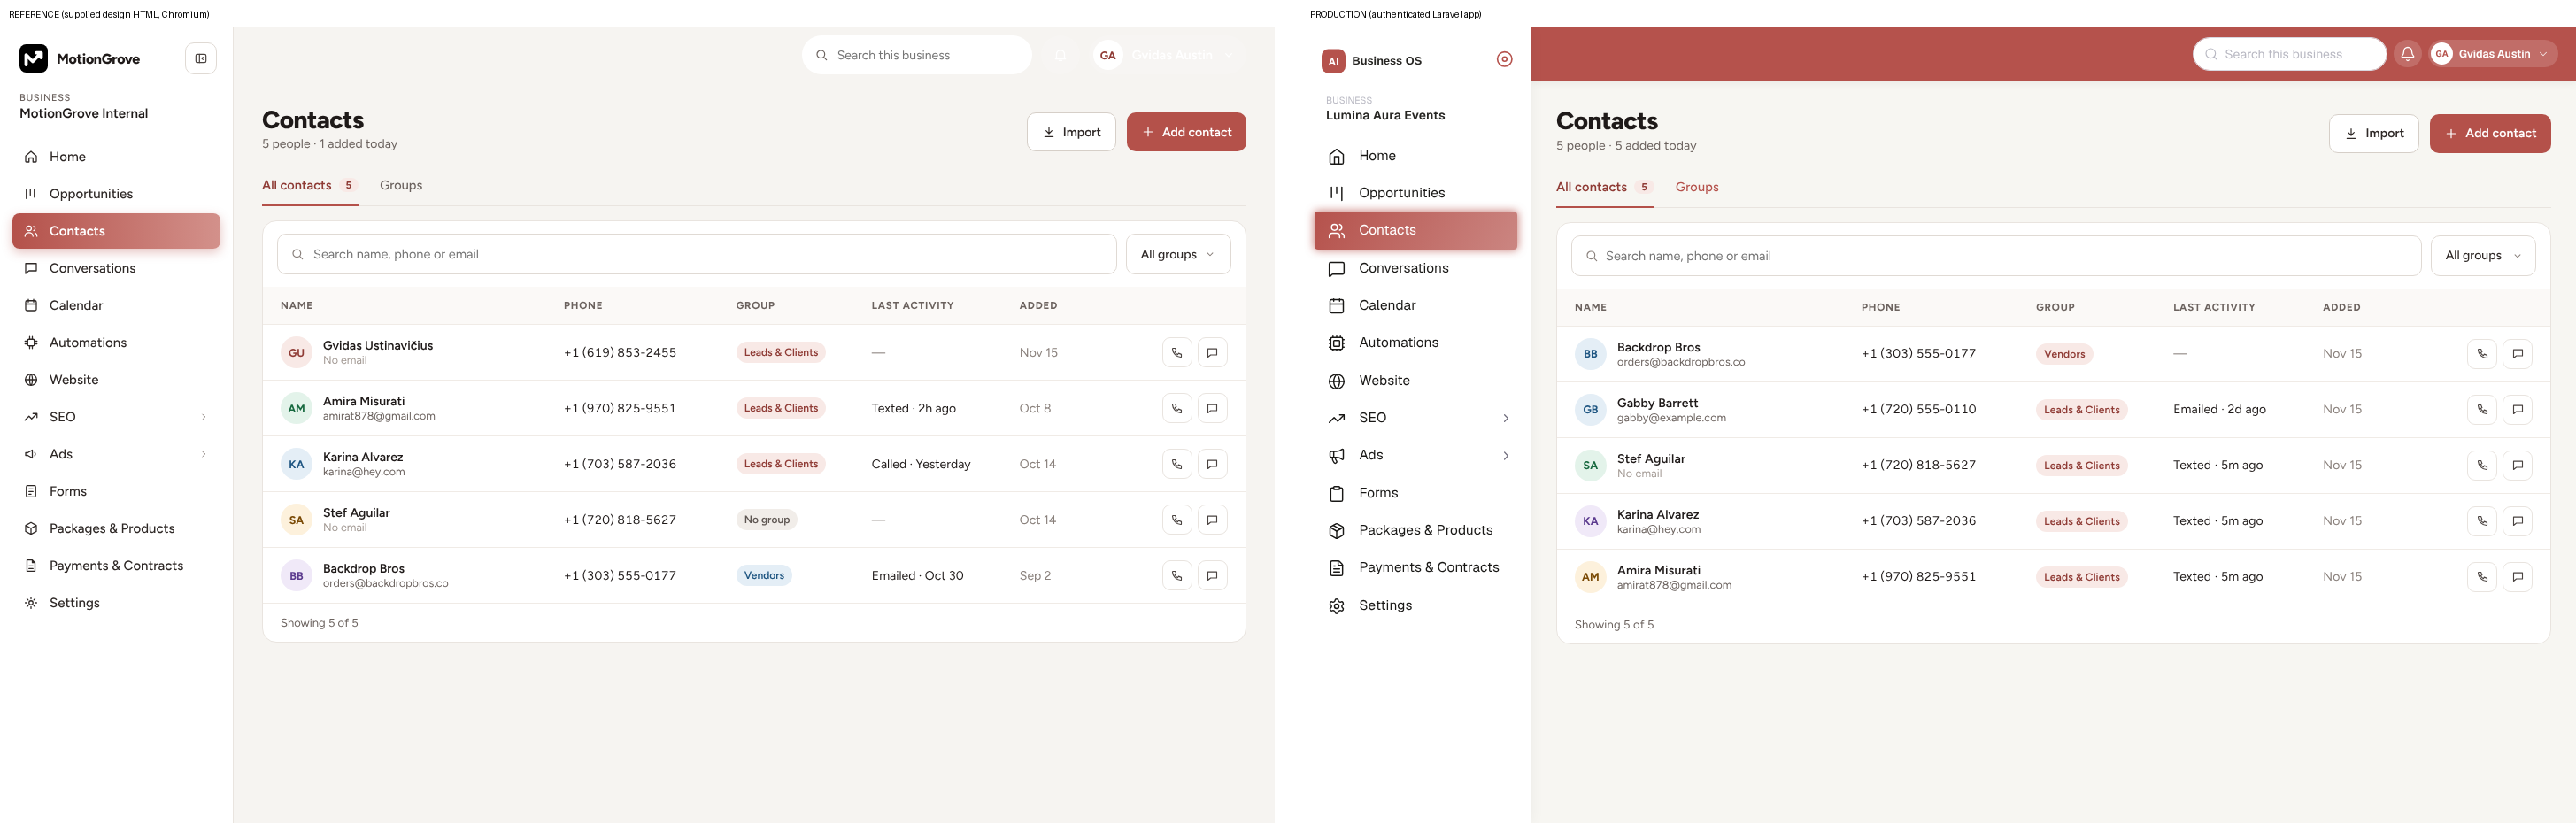 REFERENCE (supplied design HTML, Chromium)
MotionGrove
BUSINESS
MotionGrove Internal
Home
Opportunities
Contacts
Conversations
Calendar
Automations
Website
SEO
Ads
Forms
Packages & Products
Payments & Contracts
Settings
Search this business
GA Gvidas Austin
Contacts
5 people · 1 added today
Import
Add contact
All contacts 5 Groups
Search name, phone or email
All groups
NAME PHONE GROUP LAST ACTIVITY ADDED
GU Gvidas Ustinavičius +1 (619) 853-2455 Leads & Clients — Nov 15
No email
AM Amira Misurati +1 (970) 825-9551 Leads & Clients Texted · 2h ago Oct 8
amirat878@gmail.com
KA Karina Alvarez +1 (703) 587-2036 Leads & Clients Called · Yesterday Oct 14
karina@hey.com
SA Stef Aguilar +1 (720) 818-5627 No group — Oct 14
No email
BB Backdrop Bros +1 (303) 555-0177 Vendors Emailed · Oct 30 Sep 2
orders@backdropbros.co
Showing 5 of 5
PRODUCTION (authenticated Laravel app)
AI Business OS
BUSINESS
Lumina Aura Events
Home
Opportunities
Contacts
Conversations
Calendar
Automations
Website
SEO
Ads
Forms
Packages & Products
Payments & Contracts
Settings
Search this business
GA Gvidas Austin
Contacts
5 people · 5 added today
Import
Add contact
All contacts 5 Groups
Search name, phone or email
All groups
NAME PHONE GROUP LAST ACTIVITY ADDED
BB Backdrop Bros +1 (303) 555-0177 Vendors — Nov 15
orders@backdropbros.co
GB Gabby Barrett +1 (720) 555-0110 Leads & Clients Emailed · 2d ago Nov 15
gabby@example.com
SA Stef Aguilar +1 (720) 818-5627 Leads & Clients Texted · 5m ago Nov 15
No email
KA Karina Alvarez +1 (703) 587-2036 Leads & Clients Texted · 5m ago Nov 15
karina@hey.com
AM Amira Misurati +1 (970) 825-9551 Leads & Clients Texted · 5m ago Nov 15
amirat878@gmail.com
Showing 5 of 5